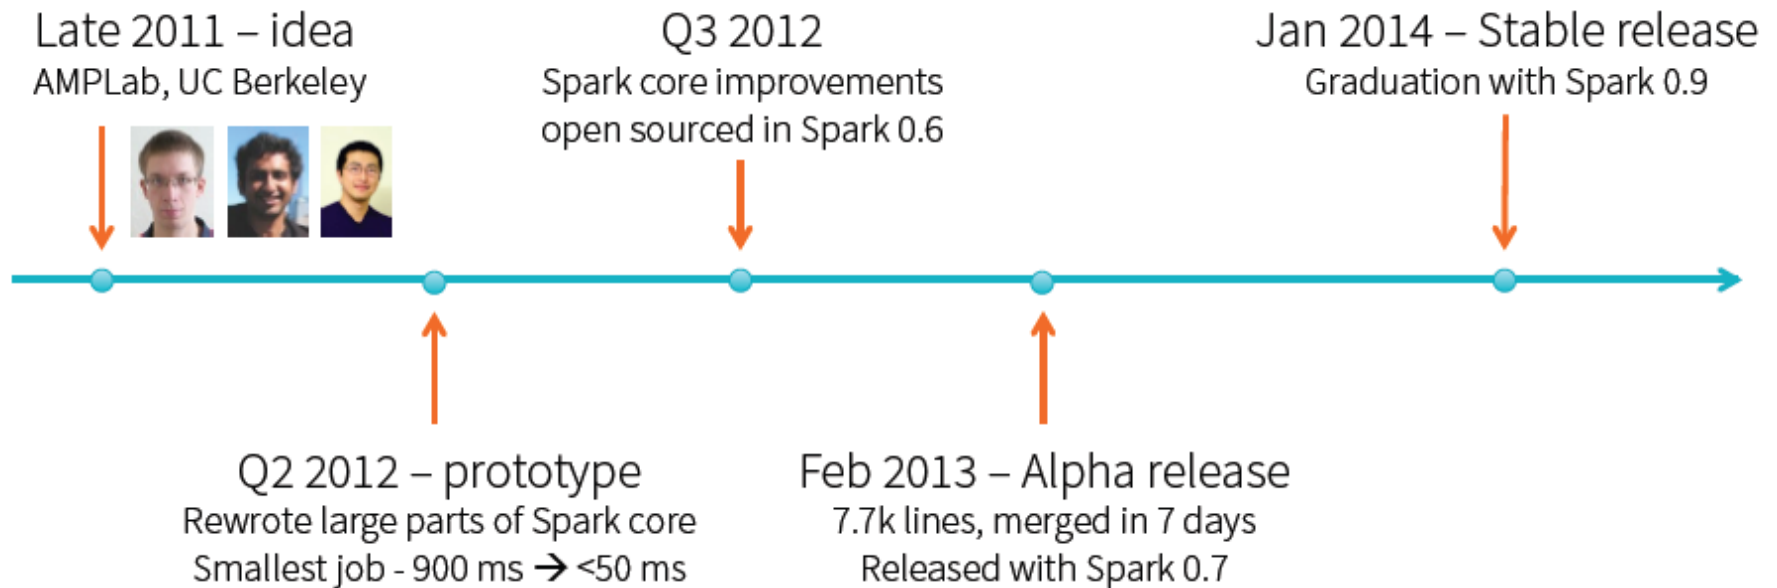 Late 2011 – idea
AMPLab, UC Berkeley
Q3 2012
Spark core improvements
open sourced in Spark 0.6
Jan 2014 – Stable release
Graduation with Spark 0.9
Q2 2012 – prototype
Rewrote large parts of Spark core
Smallest job - 900 ms → <50 ms
Feb 2013 – Alpha release
7.7k lines, merged in 7 days
Released with Spark 0.7